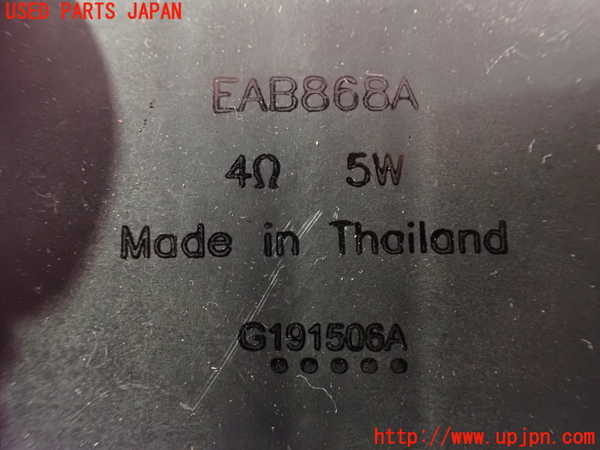 USED PARTS JAPAN
EAB868A
4Ω 5W
Made in Thailand
G191506A
http://www.upjpn.com/